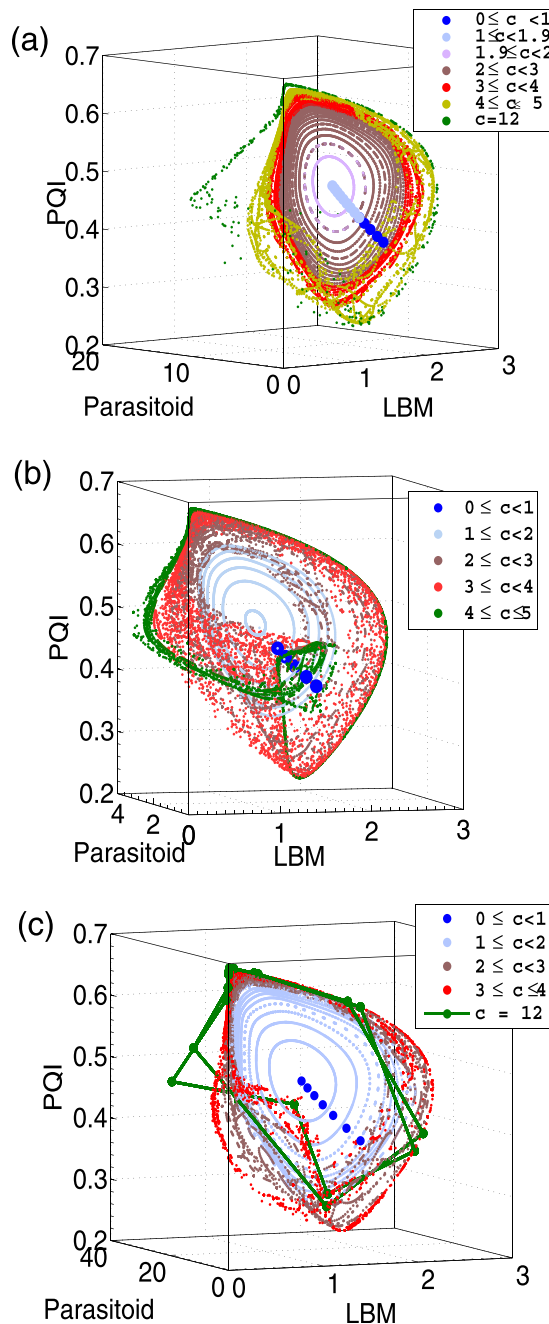 (a)
0≤ c <1
1≤c<1.9
1.9≤c<2
2≤ c<3
3≤ c<4
4≤ c≤ 5
c=12
0.7
0.6
0.5
0.4
0.3
0.2
PQI
20
10
0
Parasitoid
0
1
2
3
LBM
(b)
0 ≤ c<1
1 ≤ c<2
2 ≤ c<3
3 ≤ c<4
4 ≤ c≤5
0.7
0.6
0.5
0.4
0.3
0.2
PQI
4
2
0
Parasitoid
1
2
3
LBM
(c)
0 ≤ c<1
1 ≤ c<2
2 ≤ c<3
3 ≤ c≤4
c = 12
0.7
0.6
0.5
0.4
0.3
0.2
PQI
40
20
0
Parasitoid
0
1
2
3
LBM